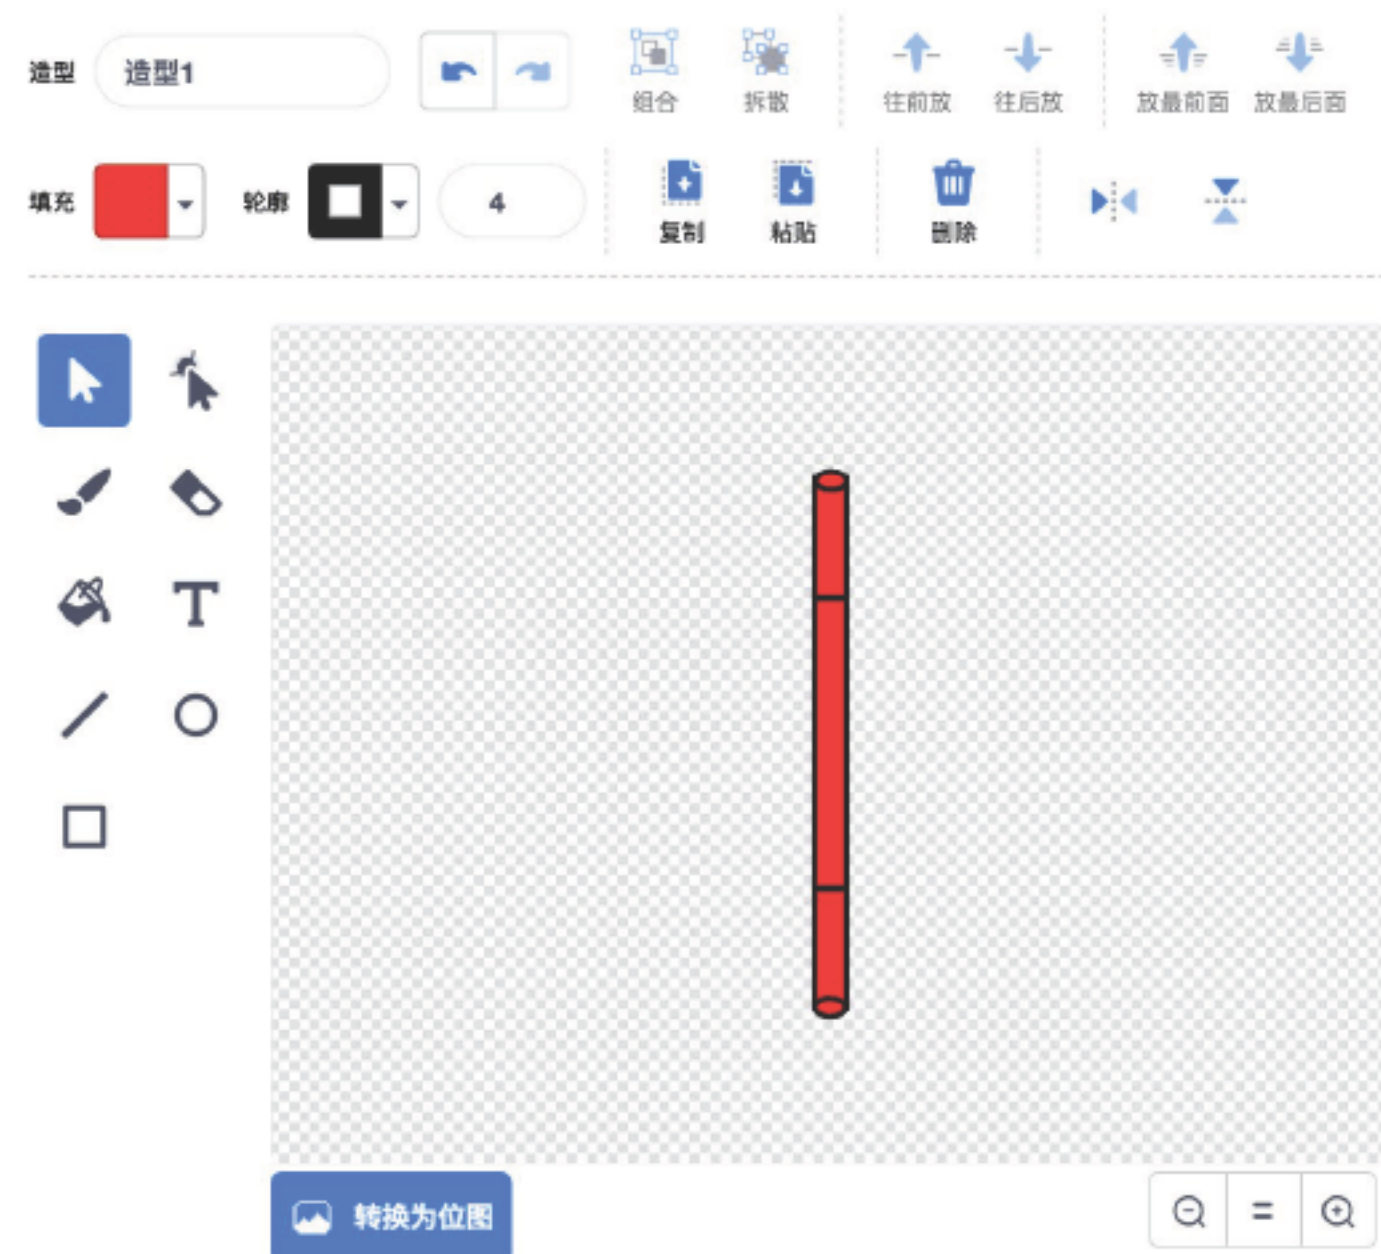 造型 造型1
组合 拆散 往前放 往后放 放最前面 放最后面
填充 轮廓 4
复制 粘贴 删除
转换为位图